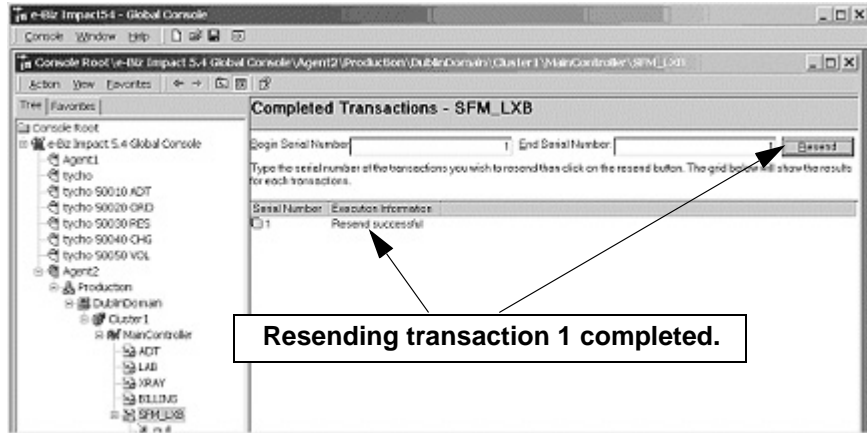 e-Biz Impact54 - Global Console
Console Window Help
Console Root\e-Biz Impact 5.4 Global Console\Agent2\Production\DublinDomain\Cluster1\MainController\SFM_LXB
Action View Favorites
Tree Favorites
Completed Transactions - SFM_LXB
Console Root
e-Biz Impact 5.4 Global Console
Agent1
tycho
tycho 50010 ADT
tycho 50020 ORD
tycho 50030 RES
tycho 50040 CHG
tycho 50050 VOL
Agent2
Production
DublinDomain
Cluster1
MainController
ADT
LAB
XRAY
BILLING
SFM_LXB
Begin Serial Number 1 End Serial Number: Resend
Type the serial number of the transactions you wish to resend then click on the resend button. The grid below will show the results
for each transactions.
Serial Number Execution Information
1 Resend successful
Resending transaction 1 completed.